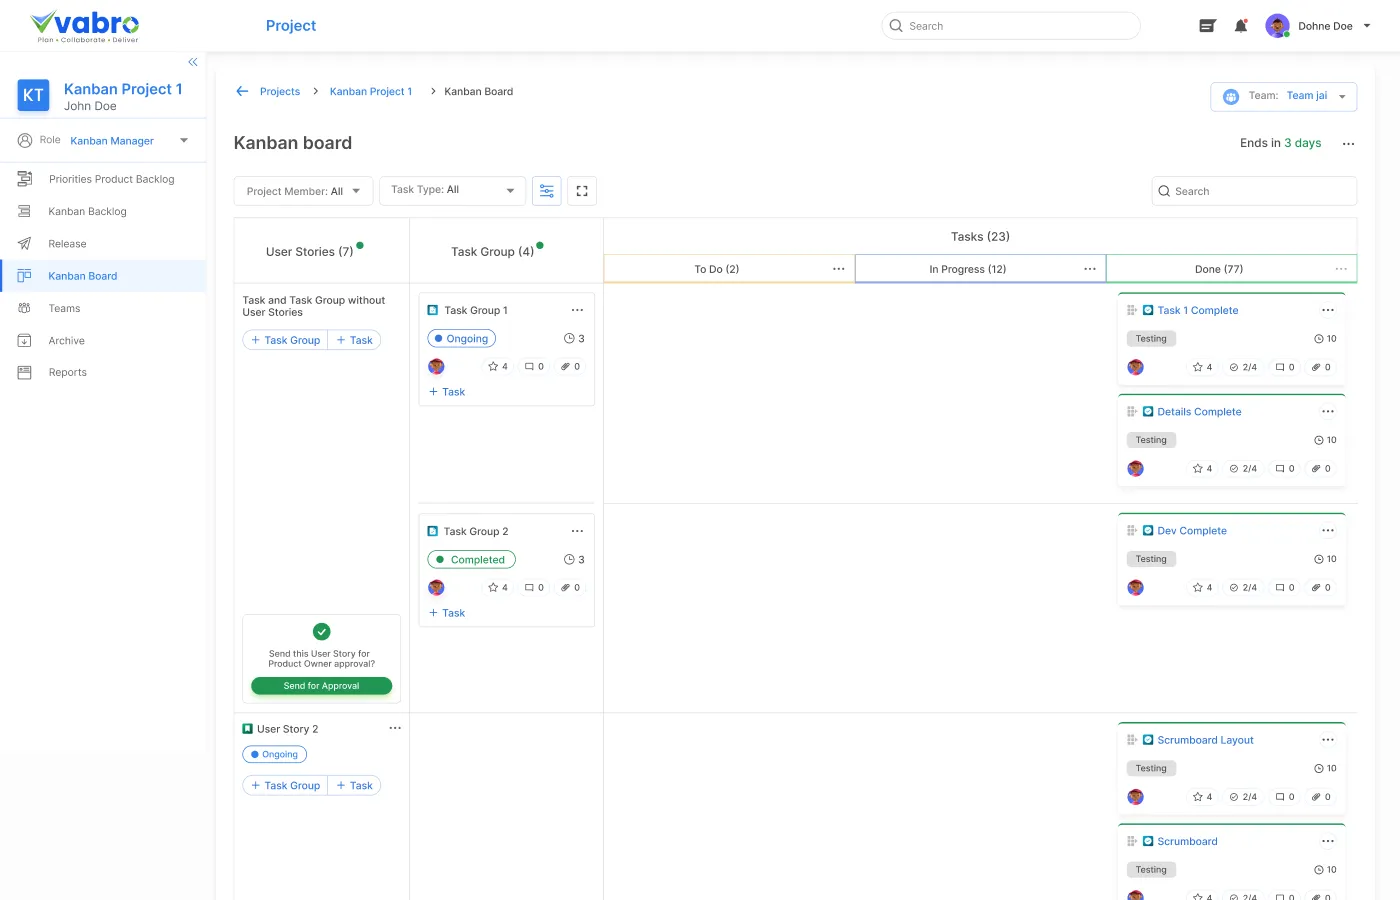 vabro
Plan • Collaborate • Deliver
Project
Search
Dohne Doe
KT
Kanban Project 1
John Doe
Role Kanban Manager
Priorities Product Backlog
Kanban Backlog
Release
Kanban Board
Teams
Archive
Reports
Projects > Kanban Project 1 > Kanban Board
Team: Team jai
Kanban board
Ends in 3 days
Project Member: All
Task Type: All
Search
User Stories (7)
Task Group (4)
Tasks (23)
To Do (2)
In Progress (12)
Done (77)
Task and Task Group without
User Stories
+ Task Group + Task
Send this User Story for
Product Owner approval?
Send for Approval
Task Group 1
Ongoing
3
4 0 0
+ Task
Task 1 Complete
Testing
10
4 2/4 0 0
Details Complete
Testing
10
4 2/4 0 0
Task Group 2
Completed
3
4 0 0
+ Task
Dev Complete
Testing
10
4 2/4 0 0
User Story 2
Ongoing
+ Task Group + Task
Scrumboard Layout
Testing
10
4 2/4 0 0
Scrumboard
Testing
10
4 2/4 0 0